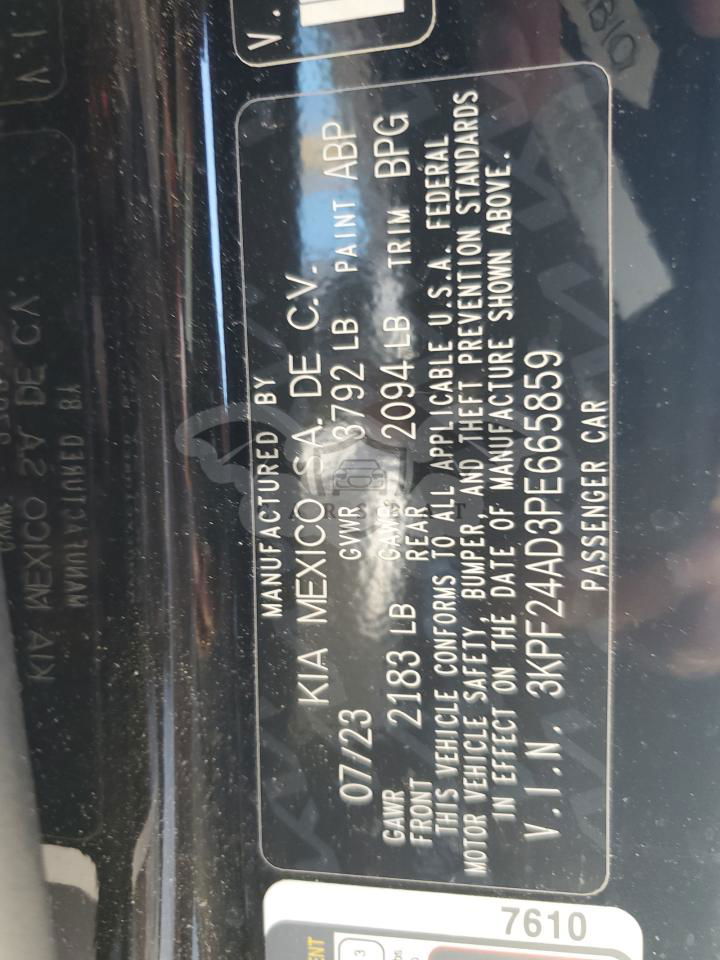 MANUFACTURED BY
KIA MEXICO S.A. DE C.V.
07/23 GVWR 3792 LB PAINT ABP
GAWR FRONT 2183 LB GAWR REAR 2094 LB TRIM BPG
THIS VEHICLE CONFORMS TO ALL APPLICABLE U.S.A. FEDERAL
MOTOR VEHICLE SAFETY, BUMPER, AND THEFT PREVENTION STANDARDS
IN EFFECT ON THE DATE OF MANUFACTURE SHOWN ABOVE.
V.I.N. 3KPF24AD3PE665859
PASSENGER CAR
7610
V.